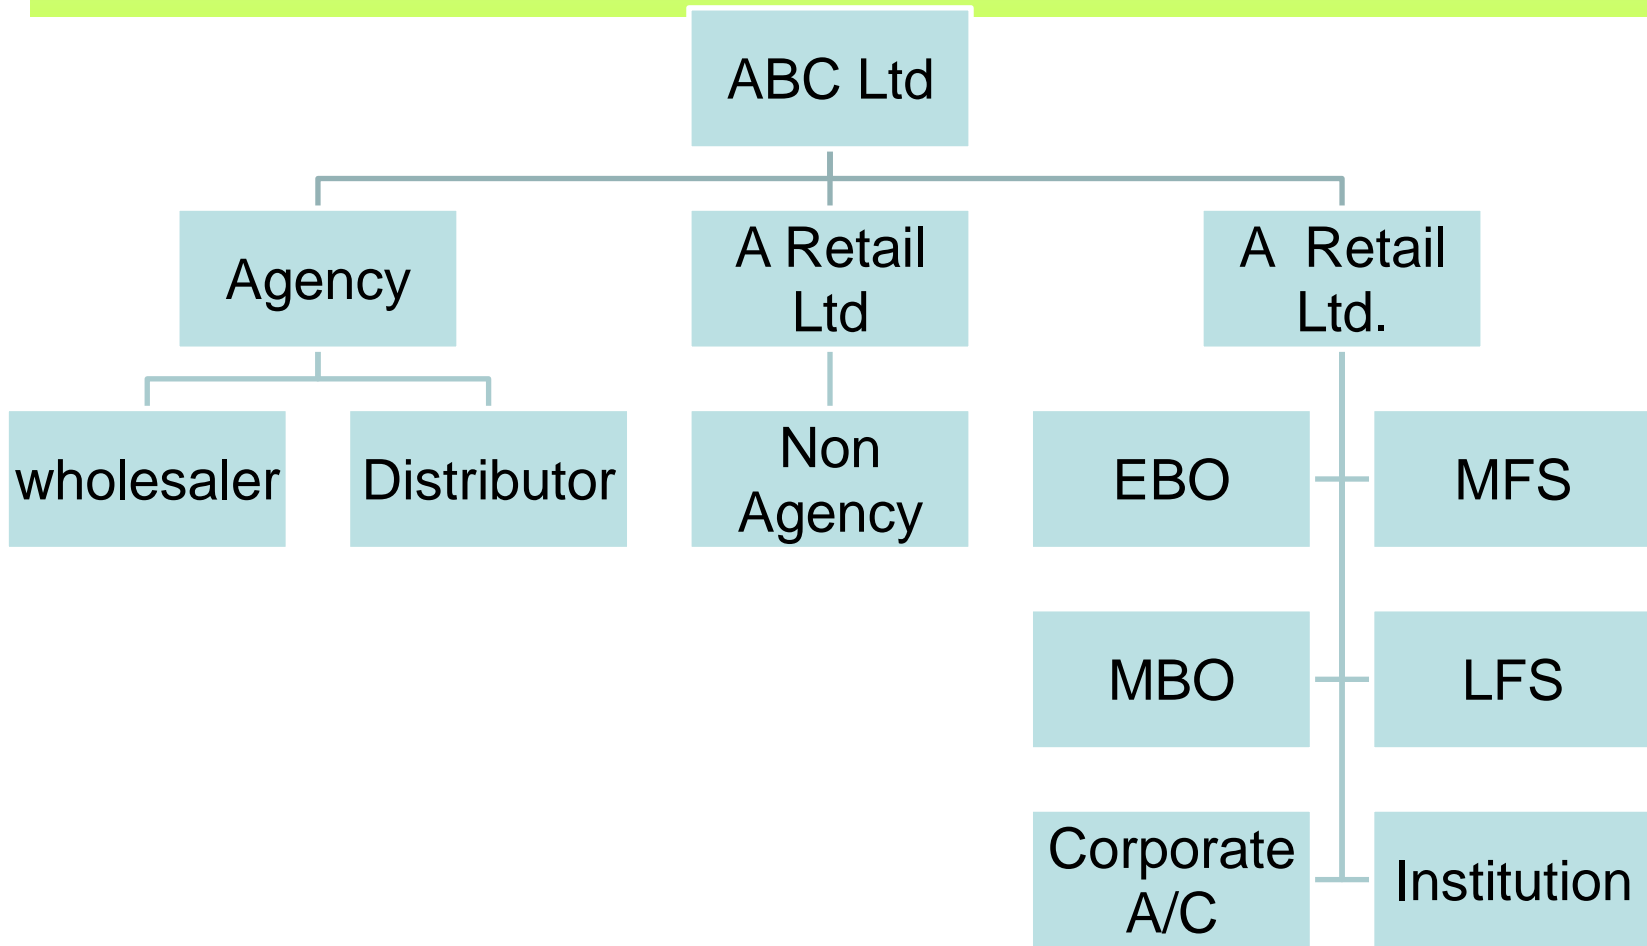 ABC Ltd
Agency
A Retail
Ltd
A  Retail
Ltd.
wholesaler
Distributor
Non
Agency
EBO
MFS
MBO
LFS
Corporate
A/C
Institution